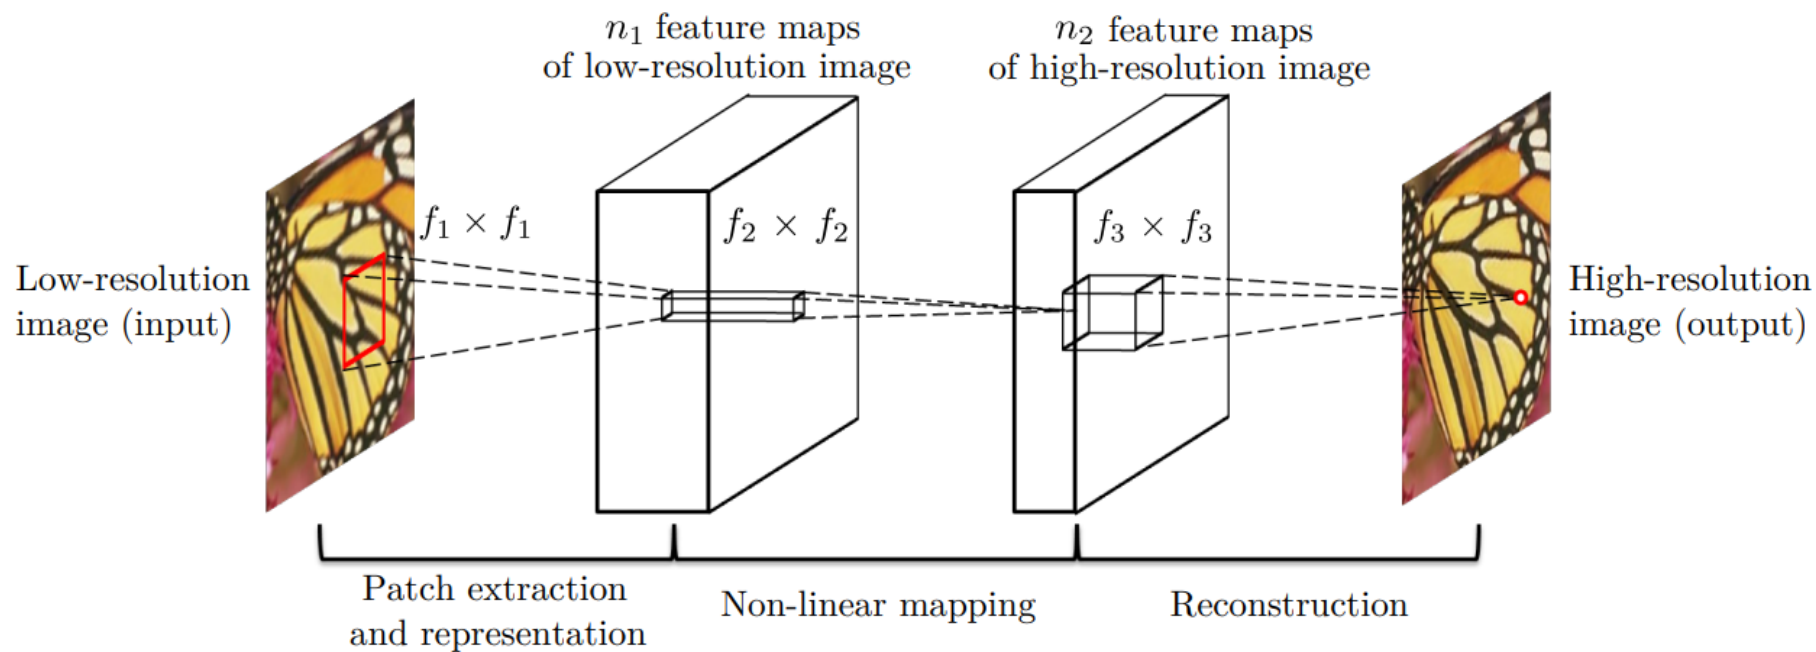 n₁ feature maps
of low-resolution image
n₂ feature maps
of high-resolution image
f₁ × f₁
f₂ × f₂
f₃ × f₃
Low-resolution
image (input)
High-resolution
image (output)
Patch extraction
and representation
Non-linear mapping
Reconstruction